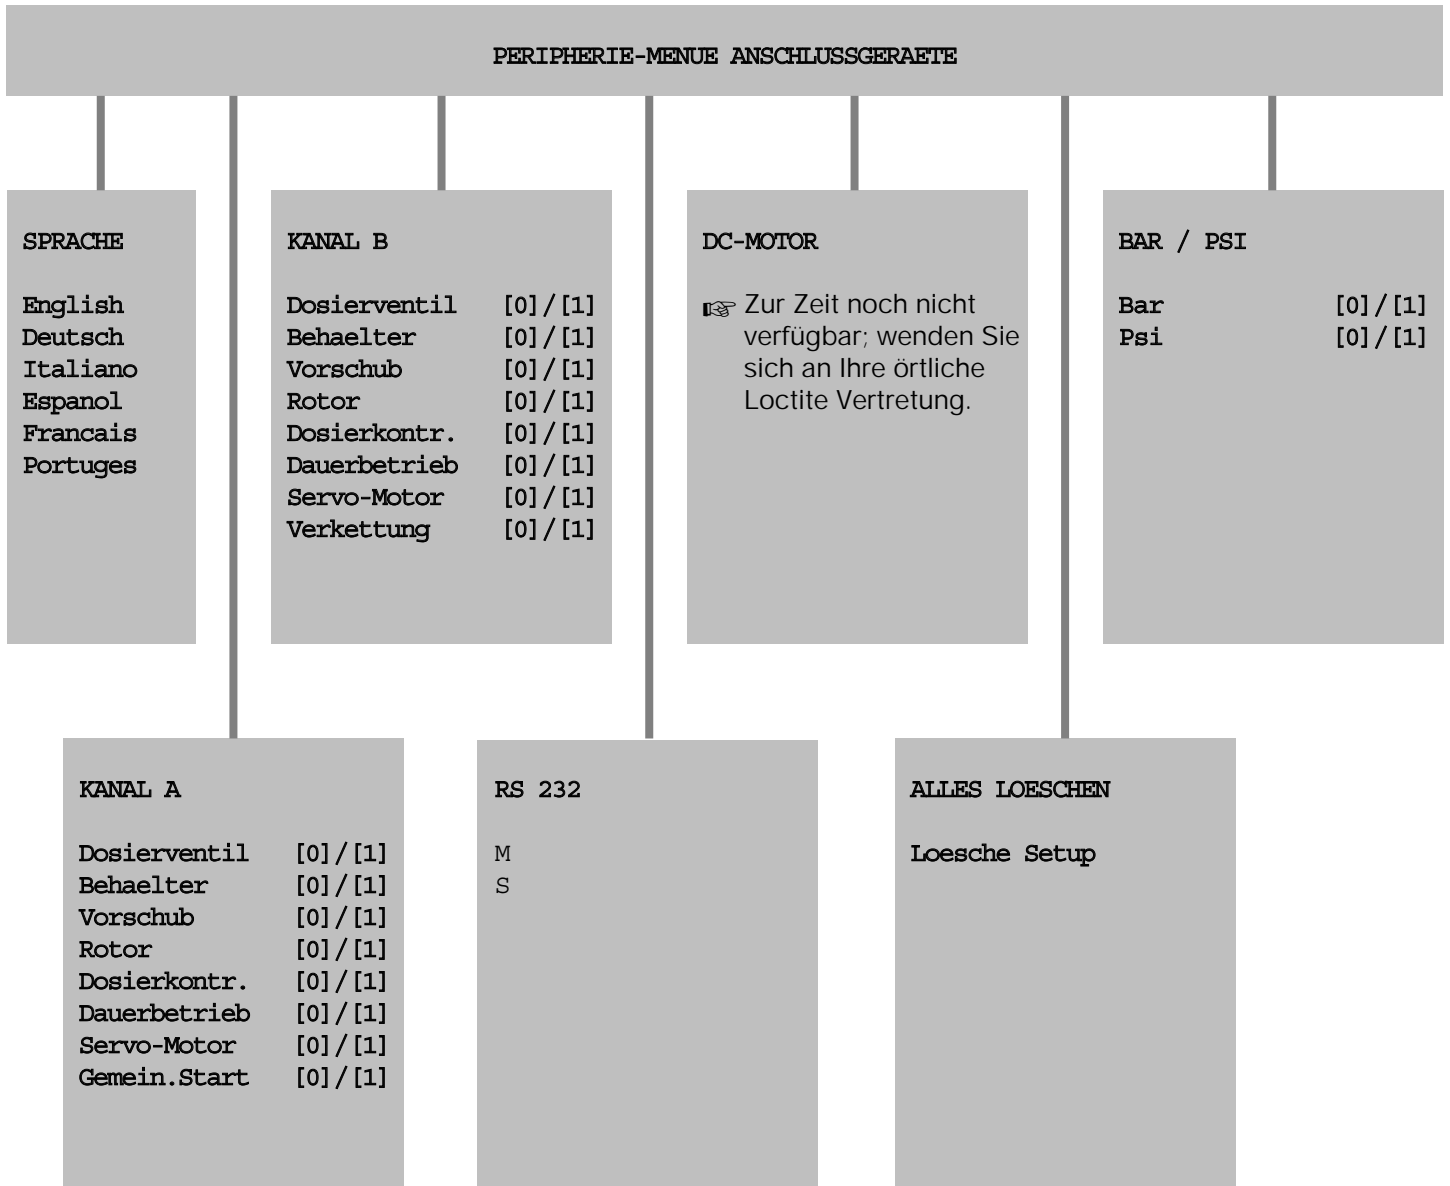 PERIPHERIE-MENUE ANSCHLUSSGERAETE
SPRACHE
English
Deutsch
Italiano
Espanol
Francais
Portuges
KANAL B
Dosierventil [0]/[1]
Behaelter [0]/[1]
Vorschub [0]/[1]
Rotor [0]/[1]
Dosierkontr. [0]/[1]
Dauerbetrieb [0]/[1]
Servo-Motor [0]/[1]
Verkettung [0]/[1]
DC-MOTOR
☞ Zur Zeit noch nicht
verfügbar; wenden Sie
sich an Ihre örtliche
Loctite Vertretung.
BAR / PSI
Bar [0]/[1]
Psi [0]/[1]
KANAL A
Dosierventil [0]/[1]
Behaelter [0]/[1]
Vorschub [0]/[1]
Rotor [0]/[1]
Dosierkontr. [0]/[1]
Dauerbetrieb [0]/[1]
Servo-Motor [0]/[1]
Gemein.Start [0]/[1]
RS 232
M
S
ALLES LOESCHEN
Loesche Setup